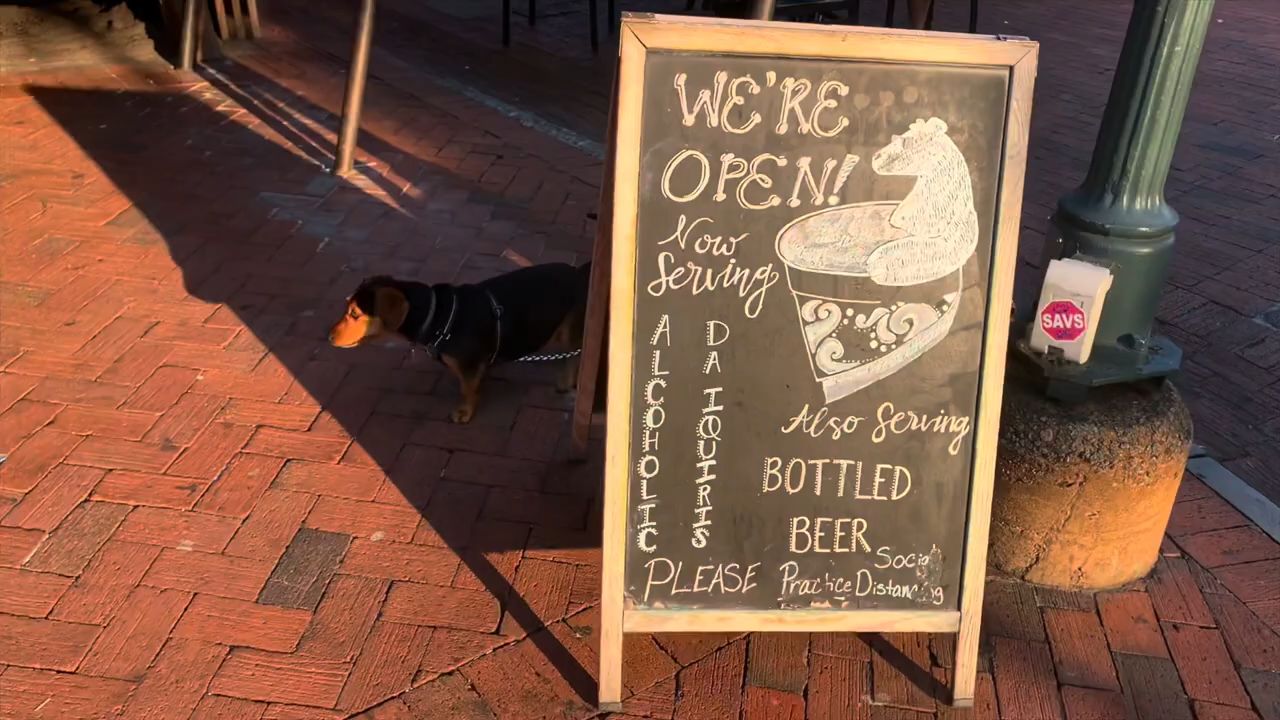 WE'RE
OPEN!
Now
Serving
ALCOHOLIC
DAIQUIRIS
Also Serving
BOTTLED
BEER
PLEASE Practice Social Distancing
SAVS